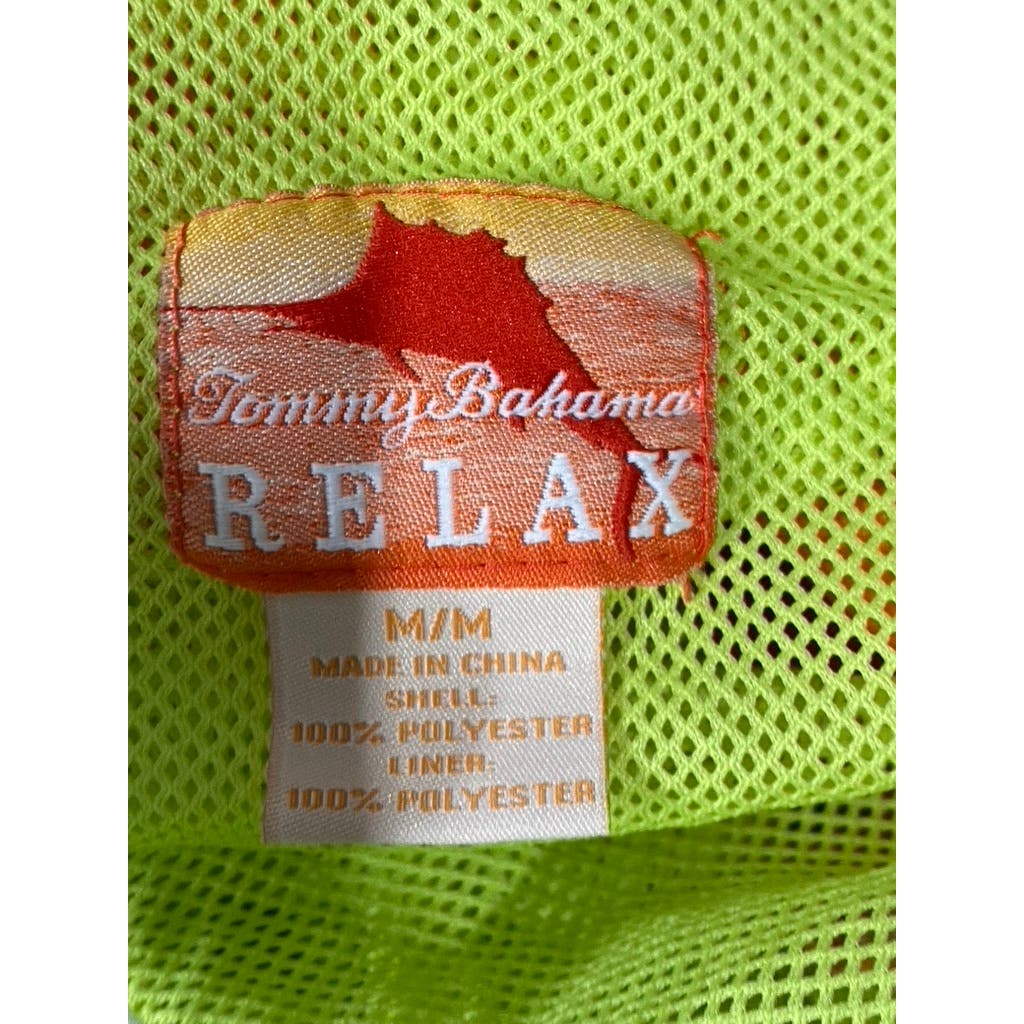 Tommy Bahama
RELAX
M/M
MADE IN CHINA
SHELL:
100% POLYESTER
LINER:
100% POLYESTER